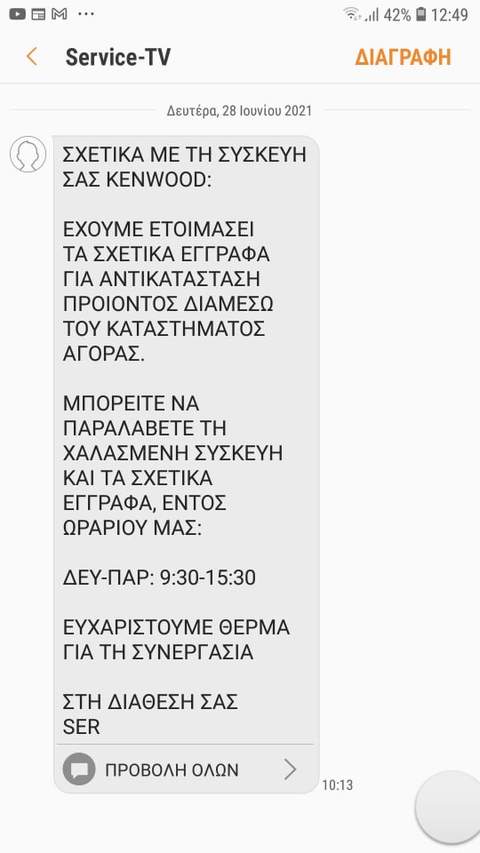 42% 12:49
Service-TV
ΔΙΑΓΡΑΦΗ
Δευτέρα, 28 Ιουνίου 2021
ΣΧΕΤΙΚΑ ΜΕ ΤΗ ΣΥΣΚΕΥΗ
ΣΑΣ KENWOOD:
ΕΧΟΥΜΕ ΕΤΟΙΜΑΣΕΙ
ΤΑ ΣΧΕΤΙΚΑ ΕΓΓΡΑΦΑ
ΓΙΑ ΑΝΤΙΚΑΤΑΣΤΑΣΗ
ΠΡΟΙΟΝΤΟΣ ΔΙΑΜΕΣΩ
ΤΟΥ ΚΑΤΑΣΤΗΜΑΤΟΣ
ΑΓΟΡΑΣ.
ΜΠΟΡΕΙΤΕ ΝΑ
ΠΑΡΑΛΑΒΕΤΕ ΤΗ
ΧΑΛΑΣΜΕΝΗ ΣΥΣΚΕΥΗ
ΚΑΙ ΤΑ ΣΧΕΤΙΚΑ
ΕΓΓΡΑΦΑ, ΕΝΤΟΣ
ΩΡΑΡΙΟΥ ΜΑΣ:
ΔΕΥ-ΠΑΡ: 9:30-15:30
ΕΥΧΑΡΙΣΤΟΥΜΕ ΘΕΡΜΑ
ΓΙΑ ΤΗ ΣΥΝΕΡΓΑΣΙΑ
ΣΤΗ ΔΙΑΘΕΣΗ ΣΑΣ
SER
ΠΡΟΒΟΛΗ ΟΛΩΝ
10:13